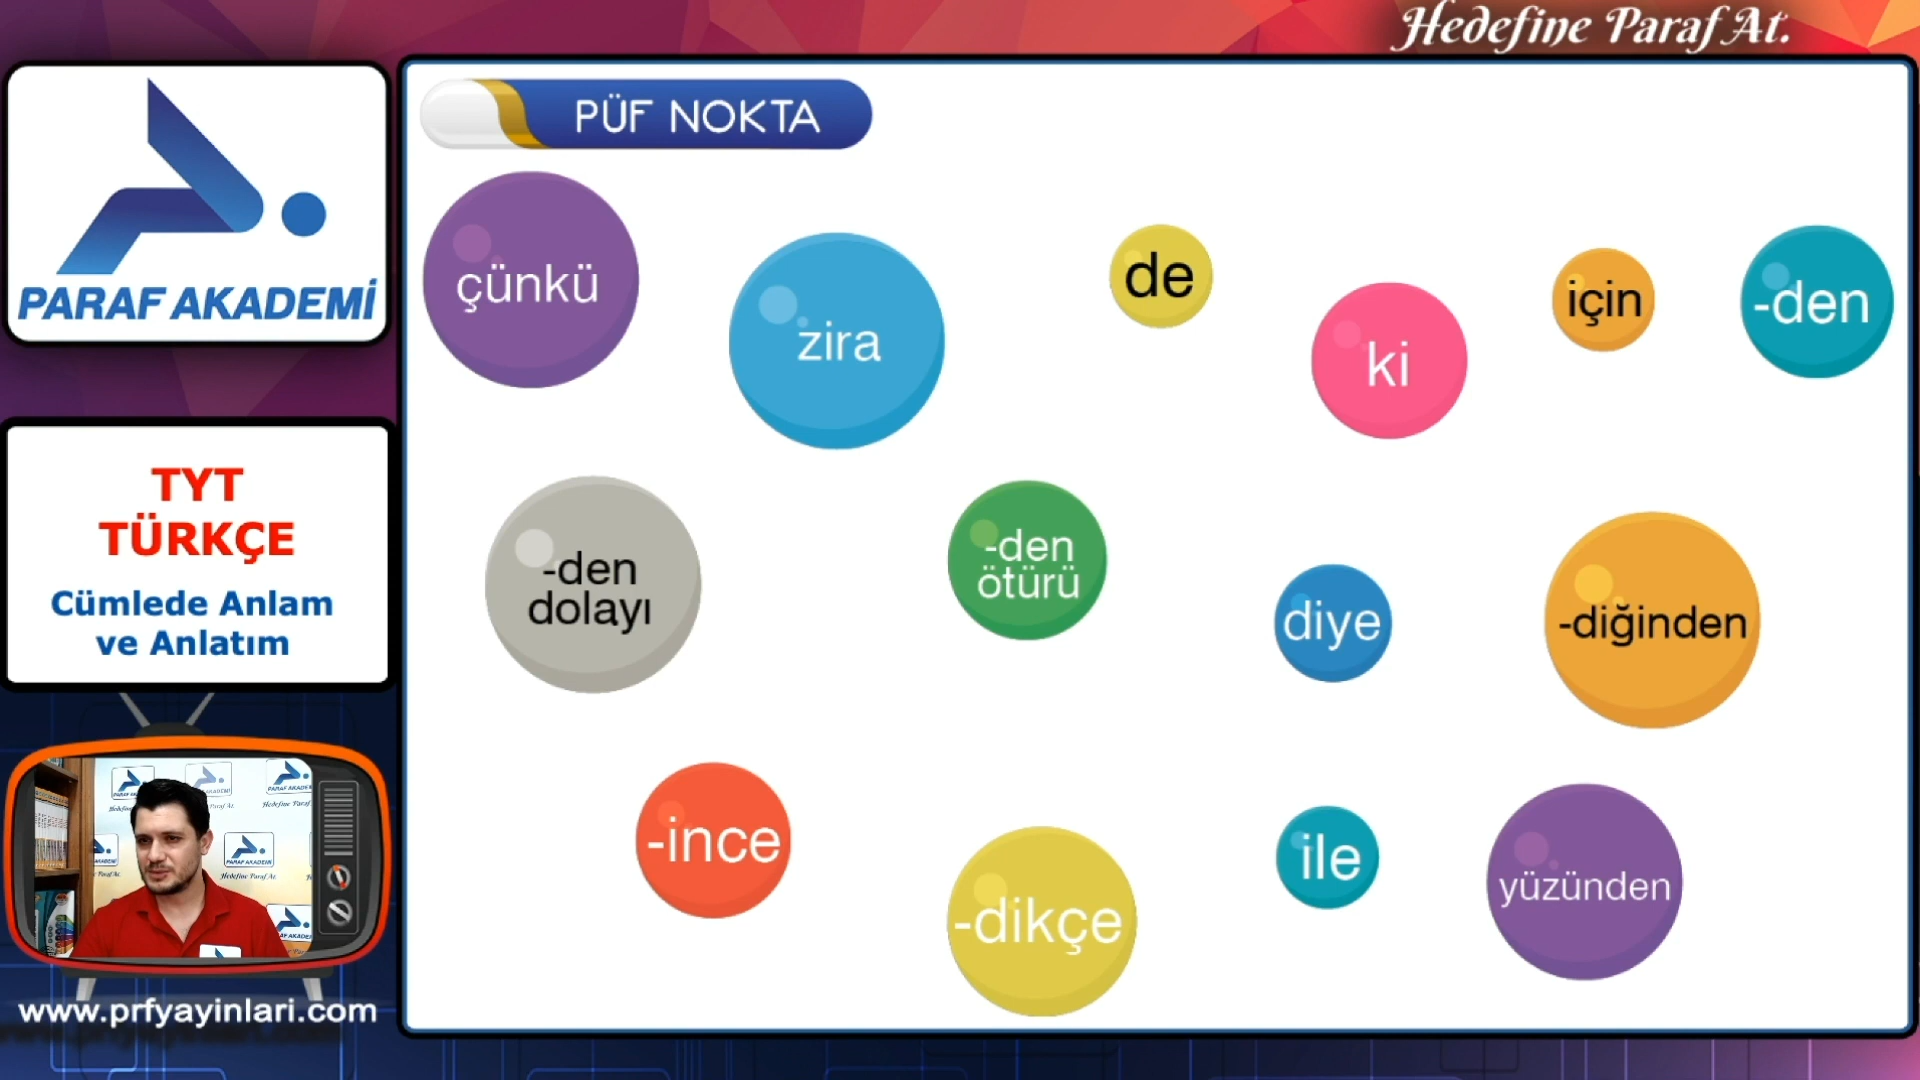 Hedefine Paraf At.
PARAF AKADEMİ
TYT
TÜRKÇE
Cümlede Anlam
ve Anlatım
www.prfyayinlari.com
PÜF NOKTA
çünkü
zira
de
ki
için
-den
-den
dolayı
-den
ötürü
diye
-diğinden
-ince
-dikçe
ile
yüzünden